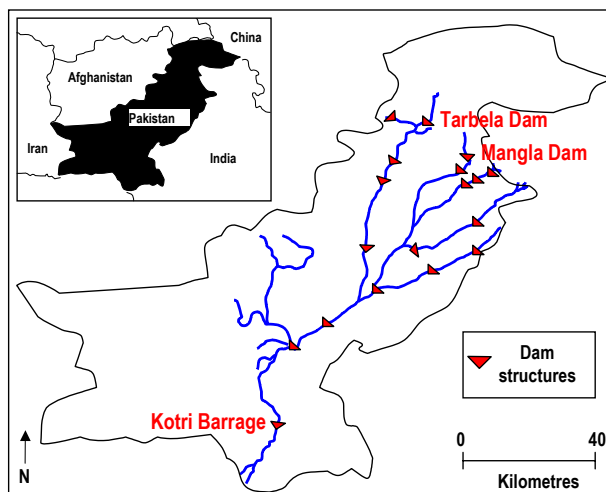 China
Afghanistan
Pakistan
Iran
India
Tarbela Dam
Mangla Dam
Dam
structures
Kotri Barrage
N
0
40
Kilometres